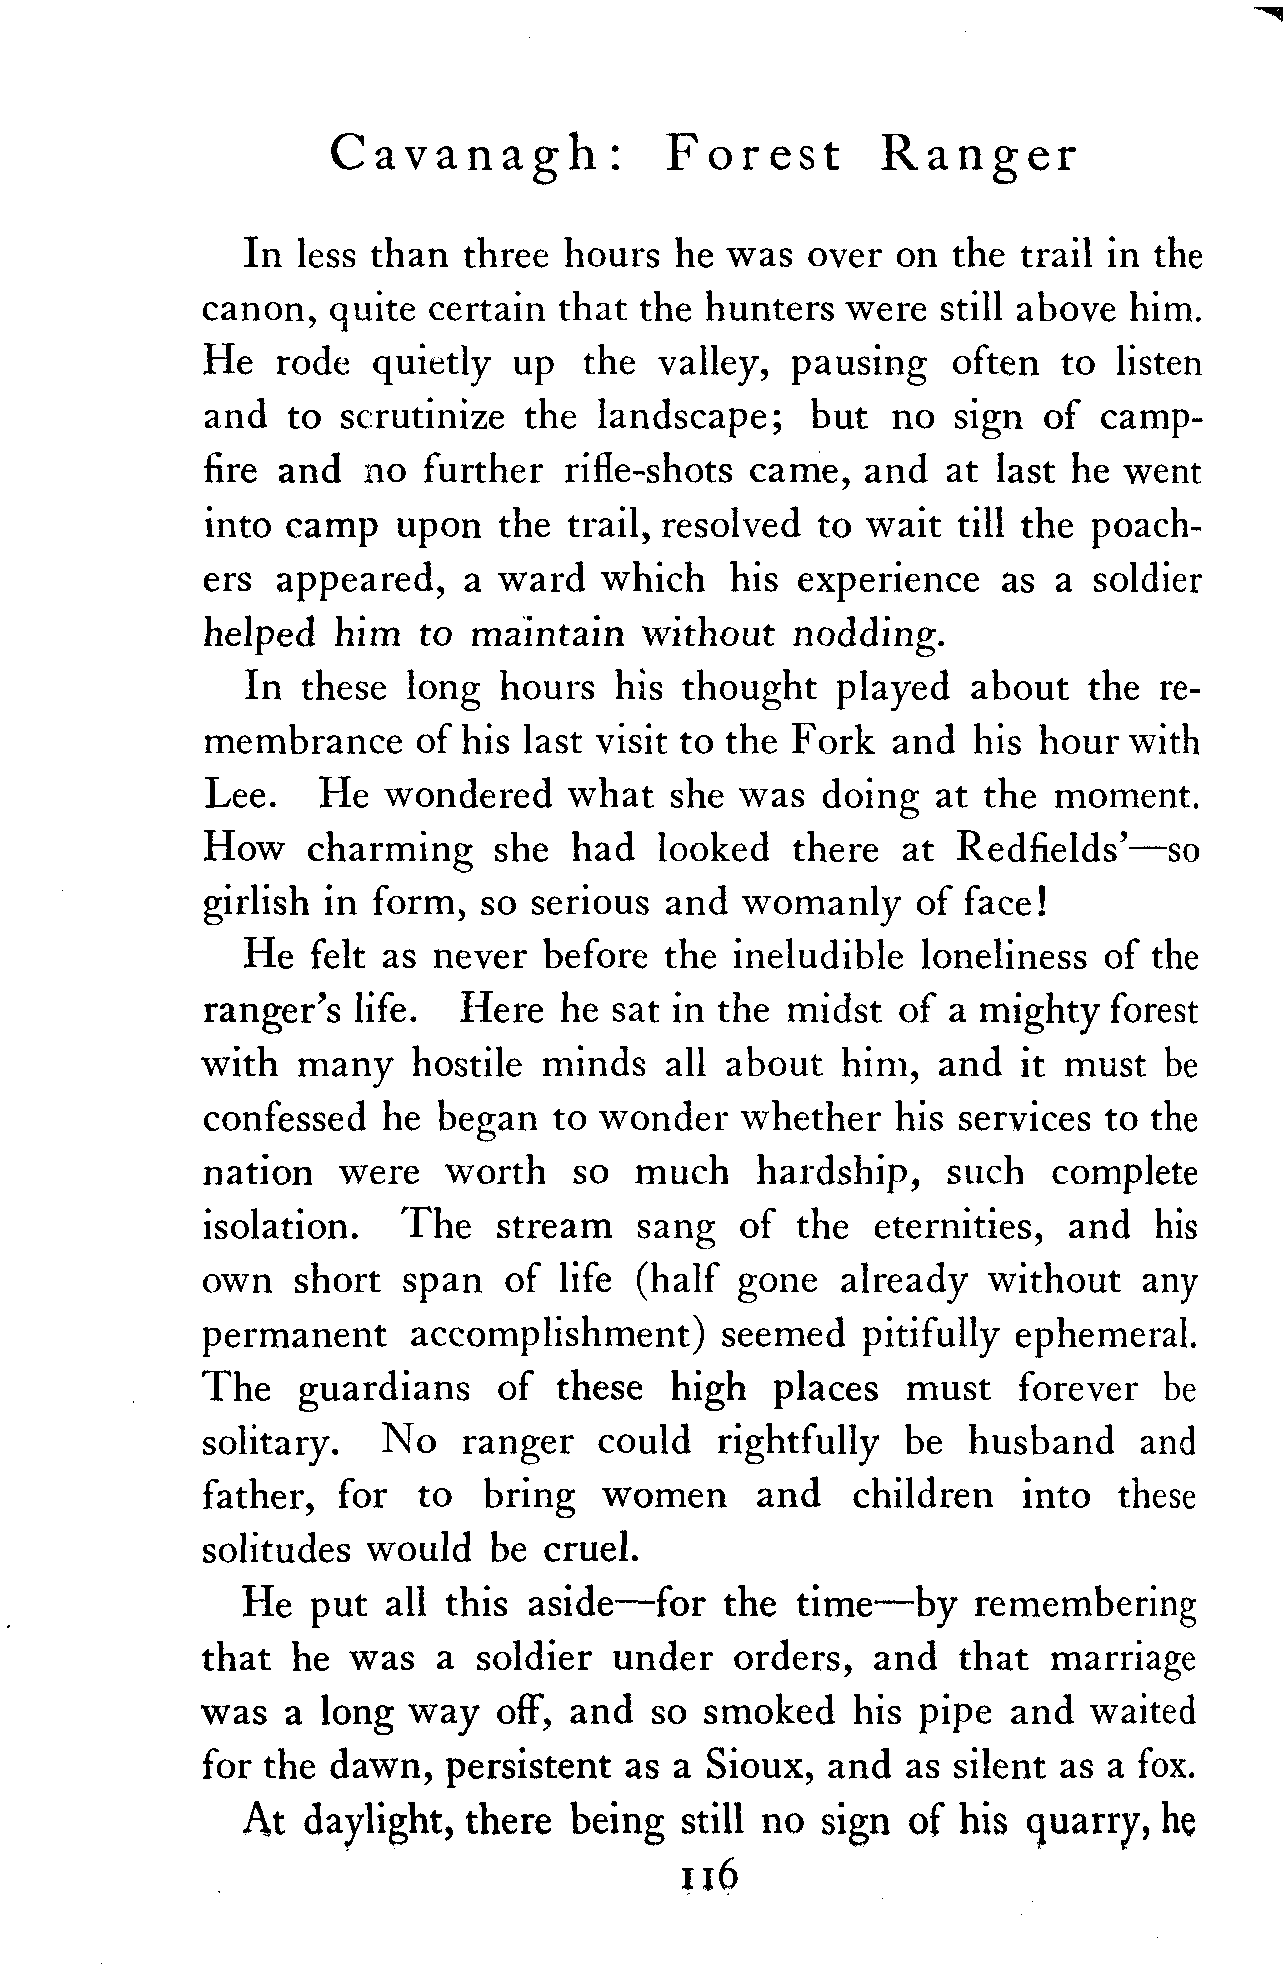 Cavanagh: Forest Ranger
In less than three hours he was over on the trail in the
canon, quite certain that the hunters were still above him.
He rode quietly up the valley, pausing often to listen
and to scrutinize the landscape; but no sign of camp-
fire and no further rifle-shots came, and at last he went
into camp upon the trail, resolved to wait till the poach-
ers appeared, a ward which his experience as a soldier
helped him to maintain without nodding.
In these long hours his thought played about the re-
membrance of his last visit to the Fork and his hour with
Lee. He wondered what she was doing at the moment.
How charming she had looked there at Redfields'—so
girlish in form, so serious and womanly of face!
He felt as never before the ineludible loneliness of the
ranger's life. Here he sat in the midst of a mighty forest
with many hostile minds all about him, and it must be
confessed he began to wonder whether his services to the
nation were worth so much hardship, such complete
isolation. The stream sang of the eternities, and his
own short span of life (half gone already without any
permanent accomplishment) seemed pitifully ephemeral.
The guardians of these high places must forever be
solitary. No ranger could rightfully be husband and
father, for to bring women and children into these
solitudes would be cruel.
He put all this aside—for the time—by remembering
that he was a soldier under orders, and that marriage
was a long way off, and so smoked his pipe and waited
for the dawn, persistent as a Sioux, and as silent as a fox.
At daylight, there being still no sign of his quarry, he
116